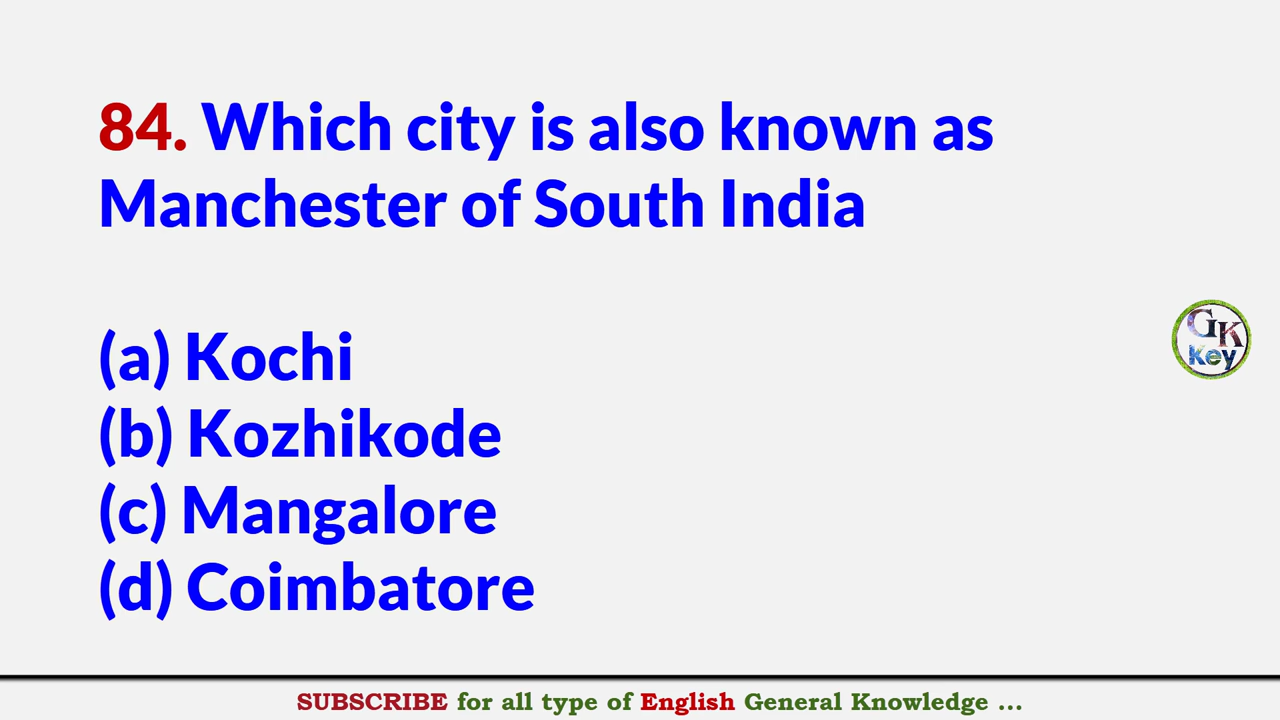 84. Which city is also known as
Manchester of South India
(a) Kochi
(b) Kozhikode
(c) Mangalore
(d) Coimbatore
GK
Key
SUBSCRIBE for all type of English General Knowledge ...